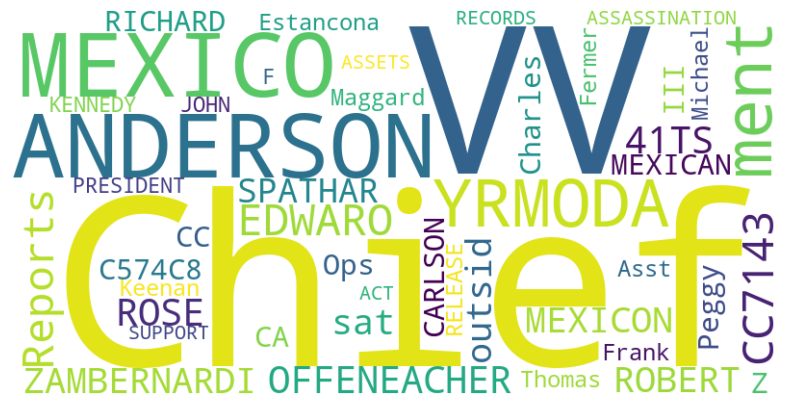 RICHARD Estancona RECORDS ASSASSINATION
MEXICO F ASSETS VV Charles Fermer III Michael ment
KENNEDY JOHN Maggard
ANDERSON 41TS
MEXICAN
PRESIDENT SPATHAR YRMODA
Reports Chief EDWARO CC CARLSON RELEASE outsid CC7143
C574C8 Ops Asst Peggy
Keenan ACT
ROSE sat MEXICON
SUPPORT CA Frank
ZAMBERNARDI OFFENEACHER Thomas ROBERT Z